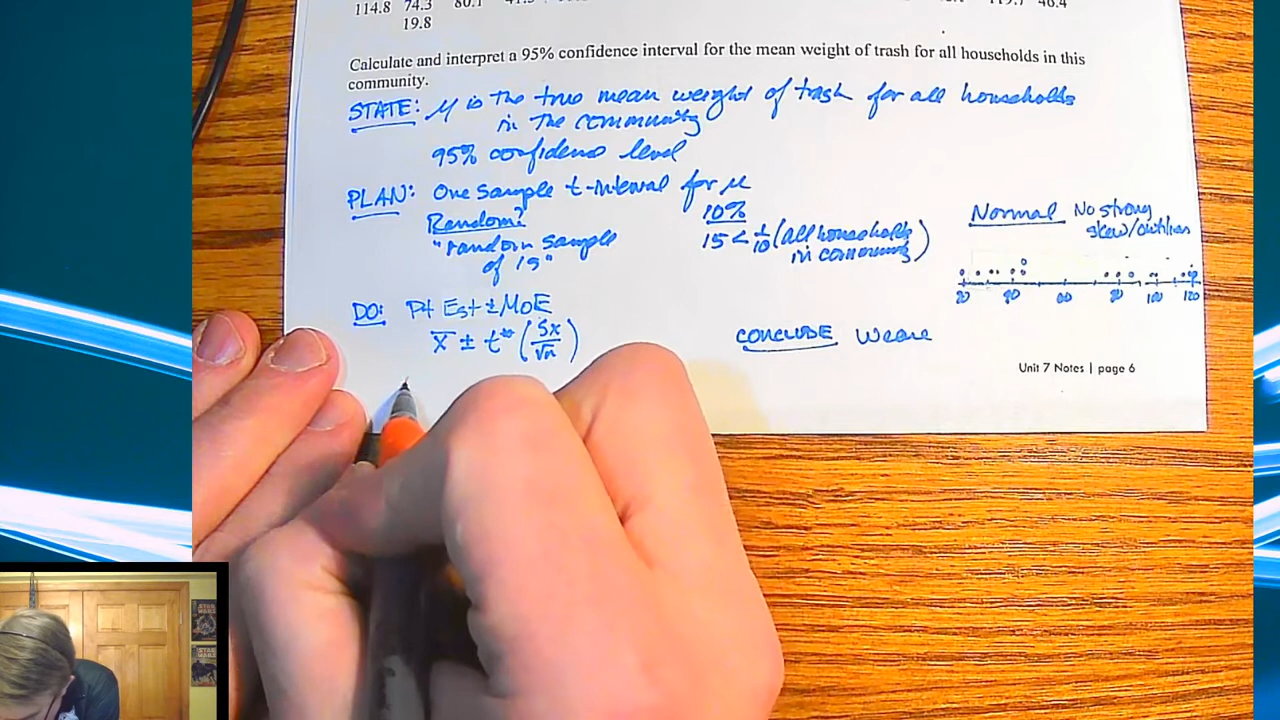 114.8 74.3
19.8
Calculate and interpret a 95% confidence interval for the mean weight of trash for all households in this
community.
STATE: μ is the true mean weight of trash for all households
in the community
95% confidence level
PLAN: One sample t-interval for μ
Random?
"random sample
of 15"
10%
15 < 1/10 (all households
in community)
Normal No strong
skew/outliers
20 40 60 80 100 120
DO: Pt Est ± MoE
x̄ ± t* (Sx/√n)
CONCLUDE We are
Unit 7 Notes | page 6
STAR WARS
STAR WARS